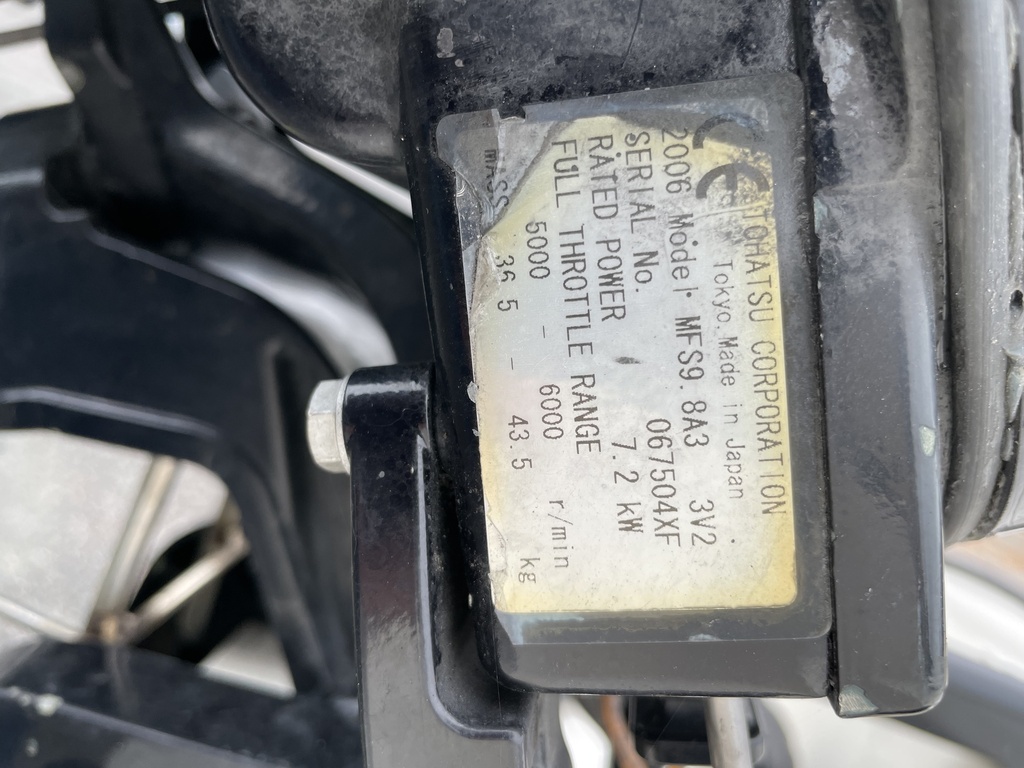 CE
OHATSU CORPORATION
Tokyo. Made in Japan
2006 Model MFS9.8A3 3V2
SERIAL No. 067504XF
RATED POWER 7.2 kW
FULL THROTTLE RANGE
5000 - 6000 r/min
MASS 36.5 - 43.5 kg